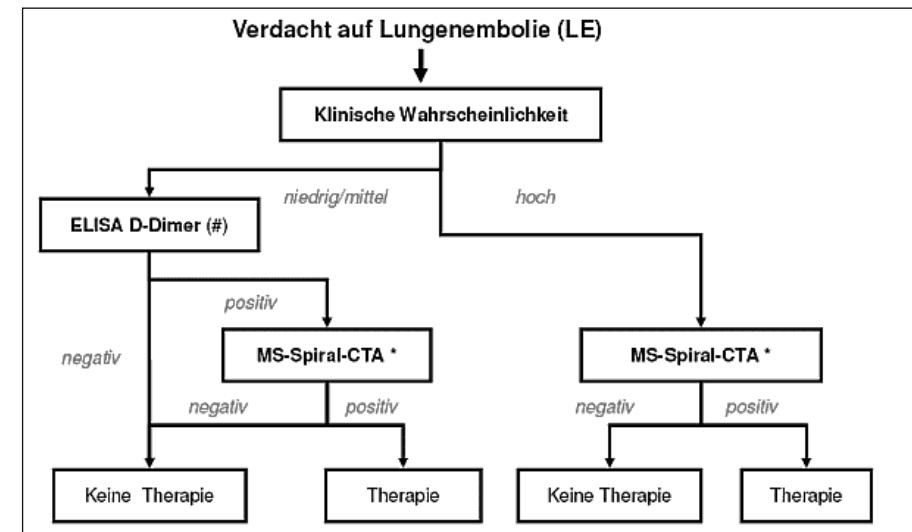 Verdacht auf Lungenembolie (LE)
Klinische Wahrscheinlichkeit
niedrig/mittel
hoch
ELISA D-Dimer (#)
positiv
negativ
MS-Spiral-CTA *
MS-Spiral-CTA *
negativ
positiv
negativ
positiv
Keine Therapie
Therapie
Keine Therapie
Therapie